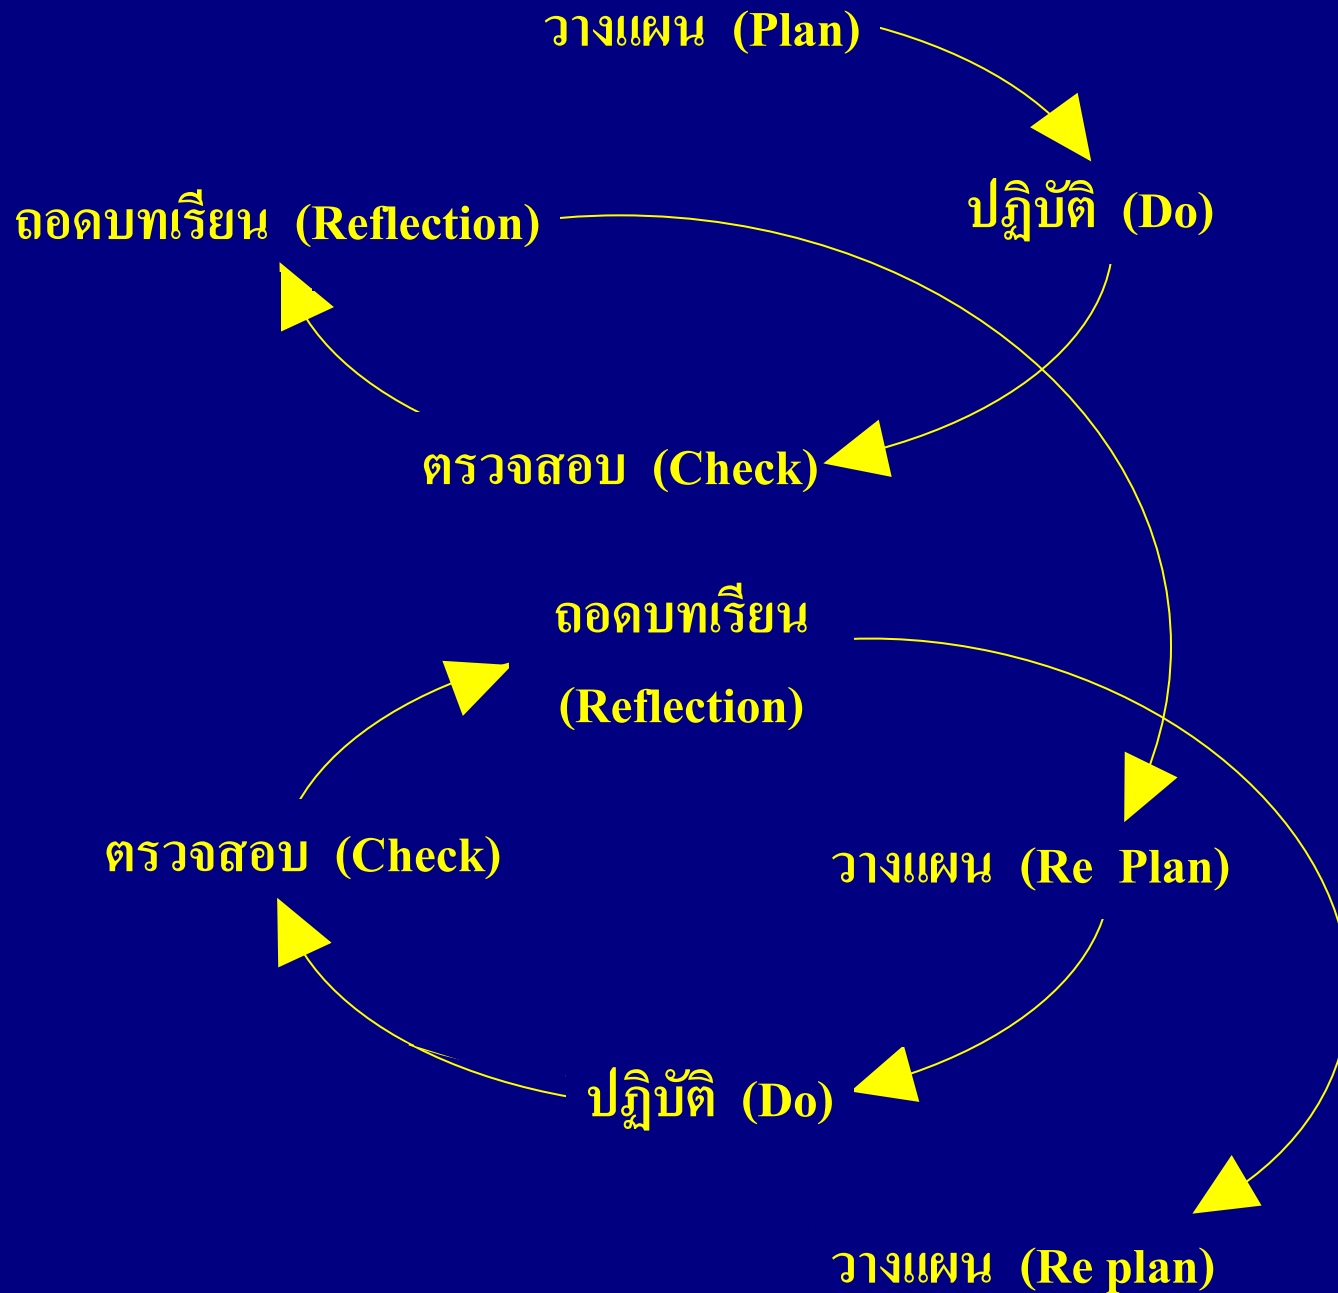 วางแผน (Plan)
ปฏิบัติ (Do)
ถอดบทเรียน (Reflection)
ตรวจสอบ (Check)
ถอดบทเรียน
(Reflection)
ตรวจสอบ (Check)
วางแผน (Re Plan)
ปฏิบัติ (Do)
วางแผน (Re plan)